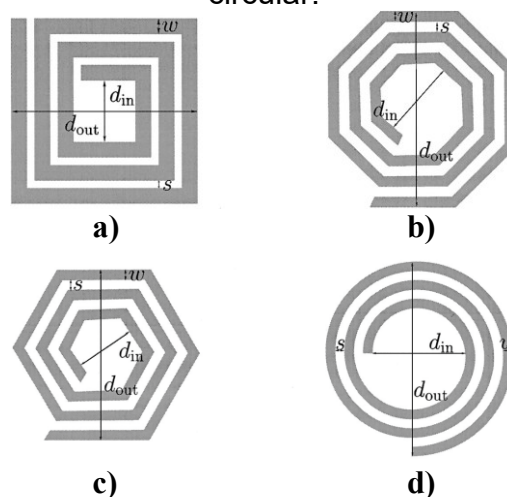 circular.
w
d_in
d_out
s
a)
w
s
d_in
d_out
b)
w
s
d_in
d_out
c)
s
d_in
d_out
d)